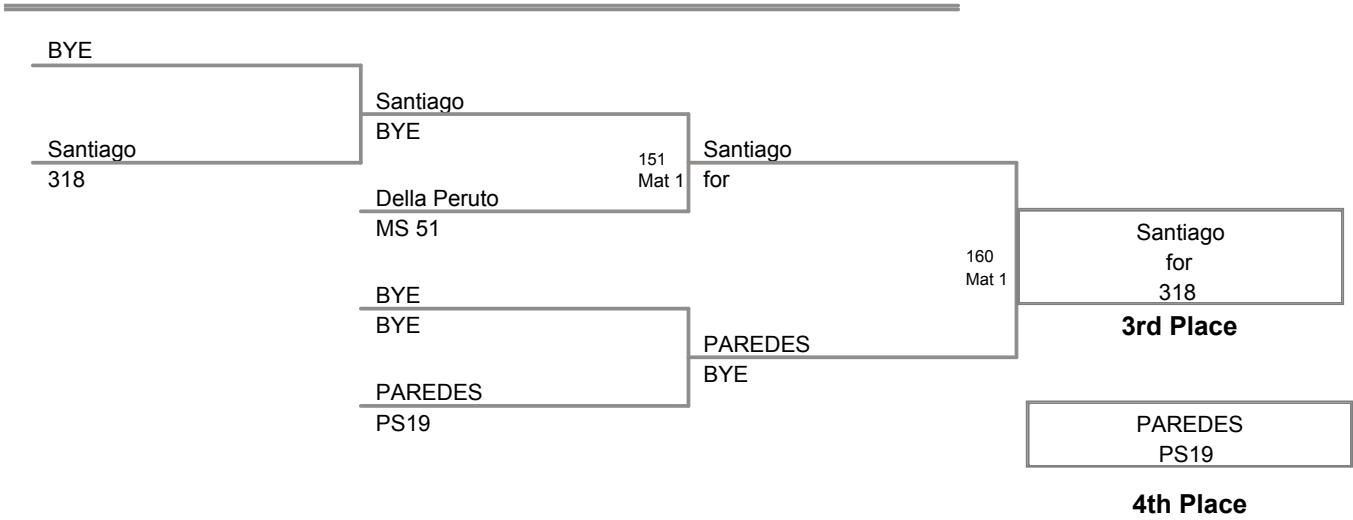 BYE
Santiago
318
Santiago
BYE
Della Peruto
MS 51
151
Mat 1
BYE
BYE
PAREDES
PS19
Santiago
for
PAREDES
BYE
160
Mat 1
Santiago
for
318
3rd Place
PAREDES
PS19
4th Place